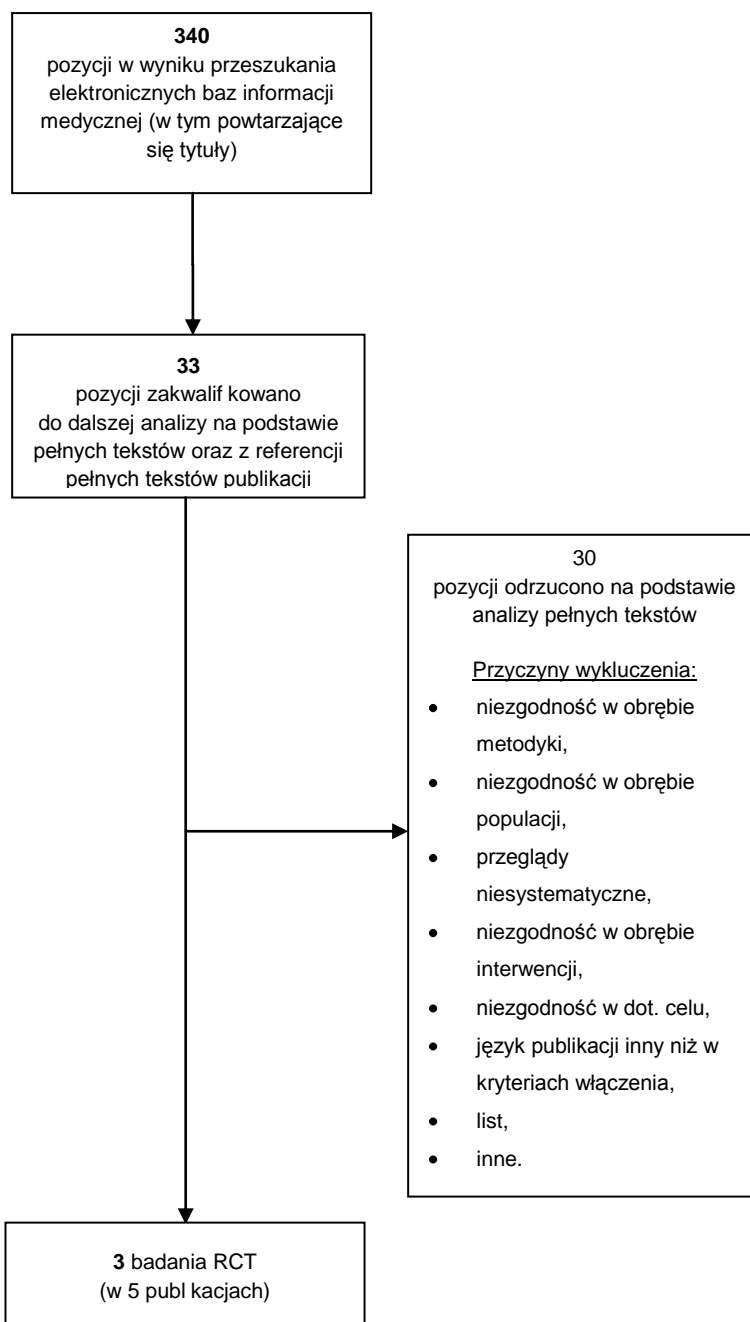 340
pozycji w wyniku przeszukania
elektronicznych baz informacji
medycznej (w tym powtarzające
się tytuły)
33
pozycji zakwalif kowano
do dalszej analizy na podstawie
pełnych tekstów oraz z referencji
pełnych tekstów publikacji
30
pozycji odrzucono na podstawie
analizy pełnych tekstów
Przyczyny wykluczenia:
• niezgodność w obrębie
metodyki,
• niezgodność w obrębie
populacji,
• przeglądy
niesystematyczne,
• niezgodność w obrębie
interwencji,
• niezgodność w dot. celu,
• język publikacji inny niż w
kryteriach włączenia,
• list,
• inne.
3 badania RCT
(w 5 publ kacjach)